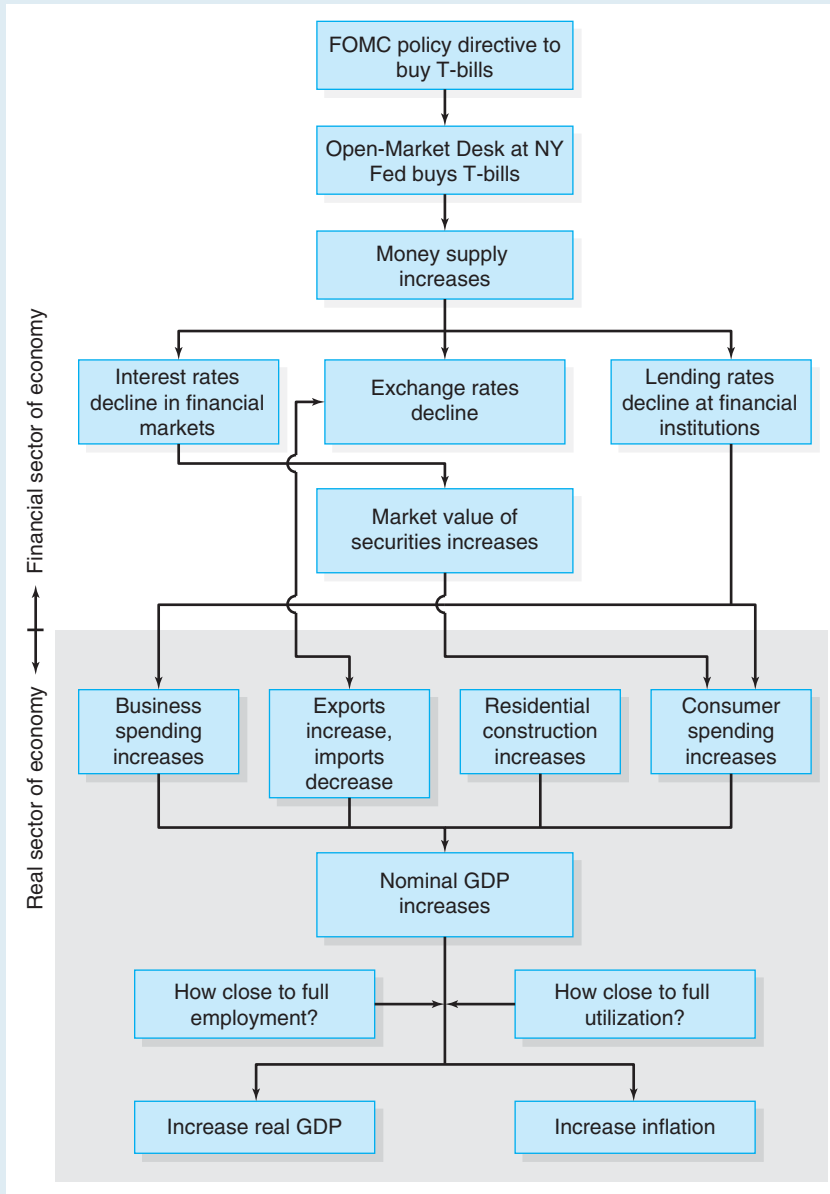 FOMC policy directive to
buy T-bills
Open-Market Desk at NY
Fed buys T-bills
Money supply
increases
Interest rates
decline in financial
markets
Exchange rates
decline
Lending rates
decline at financial
institutions
Market value of
securities increases
Financial sector of economy
Real sector of economy
Business
spending
increases
Exports
increase,
imports
decrease
Residential
construction
increases
Consumer
spending
increases
Nominal GDP
increases
How close to full
employment?
How close to full
utilization?
Increase real GDP
Increase inflation